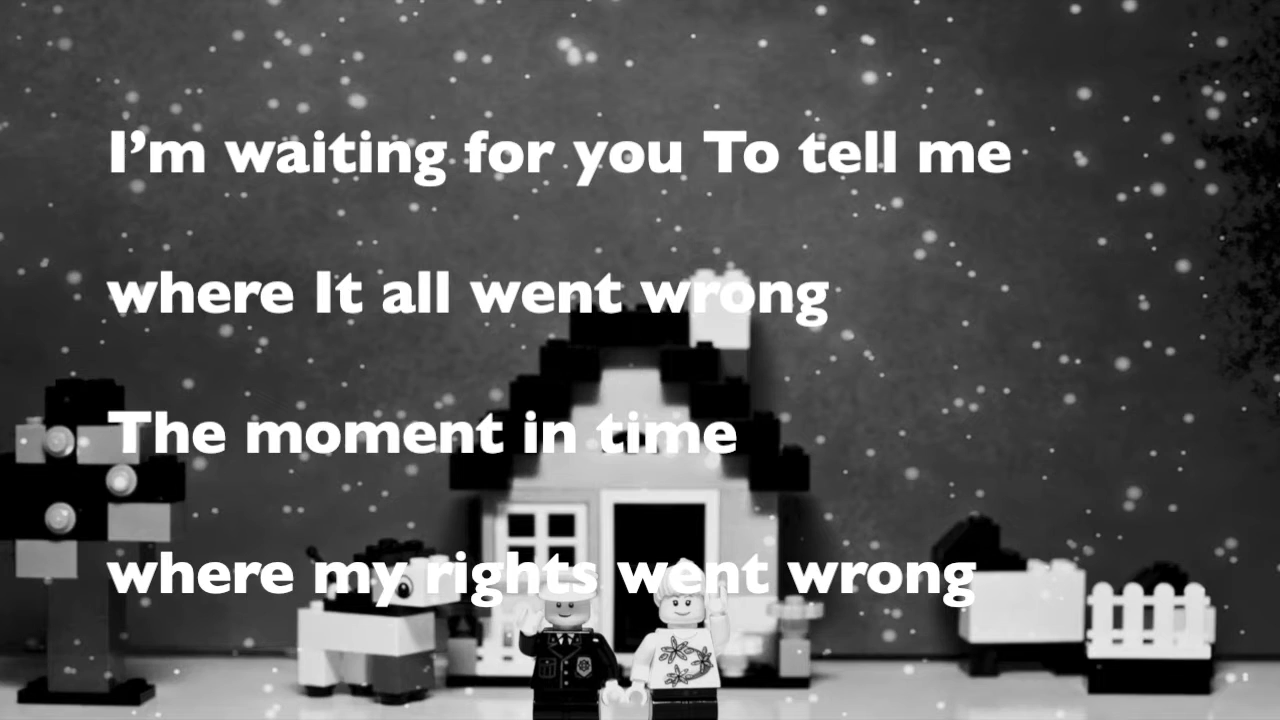 I’m waiting for you To tell me
where It all went wrong
The moment in time
where my rights went wrong